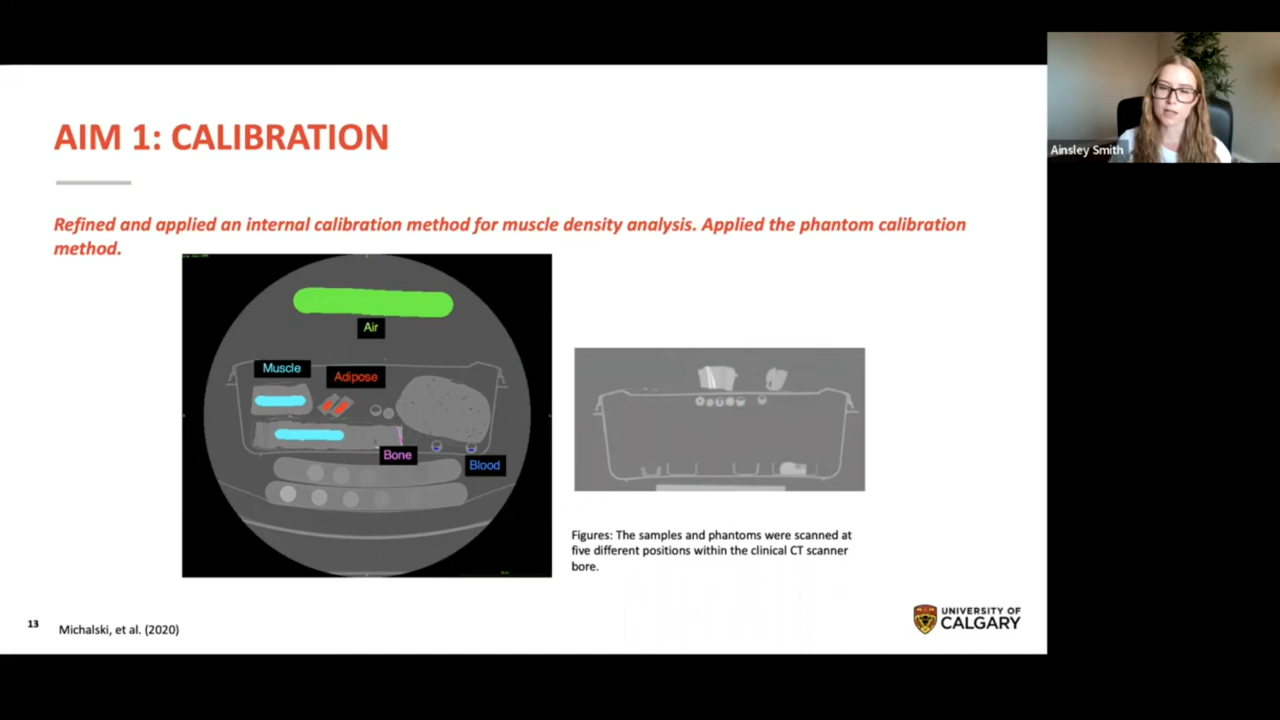 AIM 1: CALIBRATION
Refined and applied an internal calibration method for muscle density analysis. Applied the phantom calibration
method.
Air
Muscle
Adipose
Bone
Blood
Figures: The samples and phantoms were scanned at
five different positions within the clinical CT scanner
bore.
13
Michalski, et al. (2020)
UNIVERSITY OF
CALGARY
Ainsley Smith